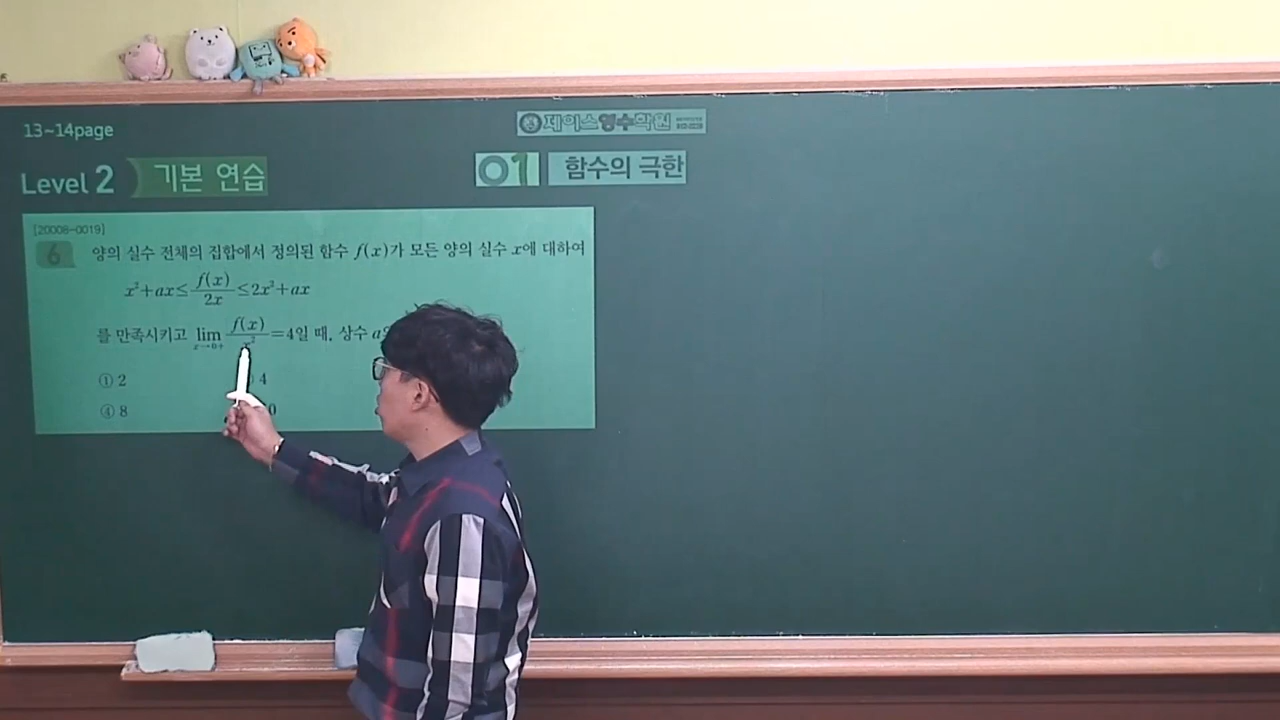 13~14page
제이스영수학원
Level 2 기본 연습
01 함수의 극한
[20008-0019]
6 양의 실수 전체의 집합에서 정의된 함수 f(x)가 모든 양의 실수 x에 대하여
x²+ax≤f(x)/2x≤2x²+ax
를 만족시키고 lim x→0+ f(x)/x²=4일 때, 상수 a
① 2 4
④ 8